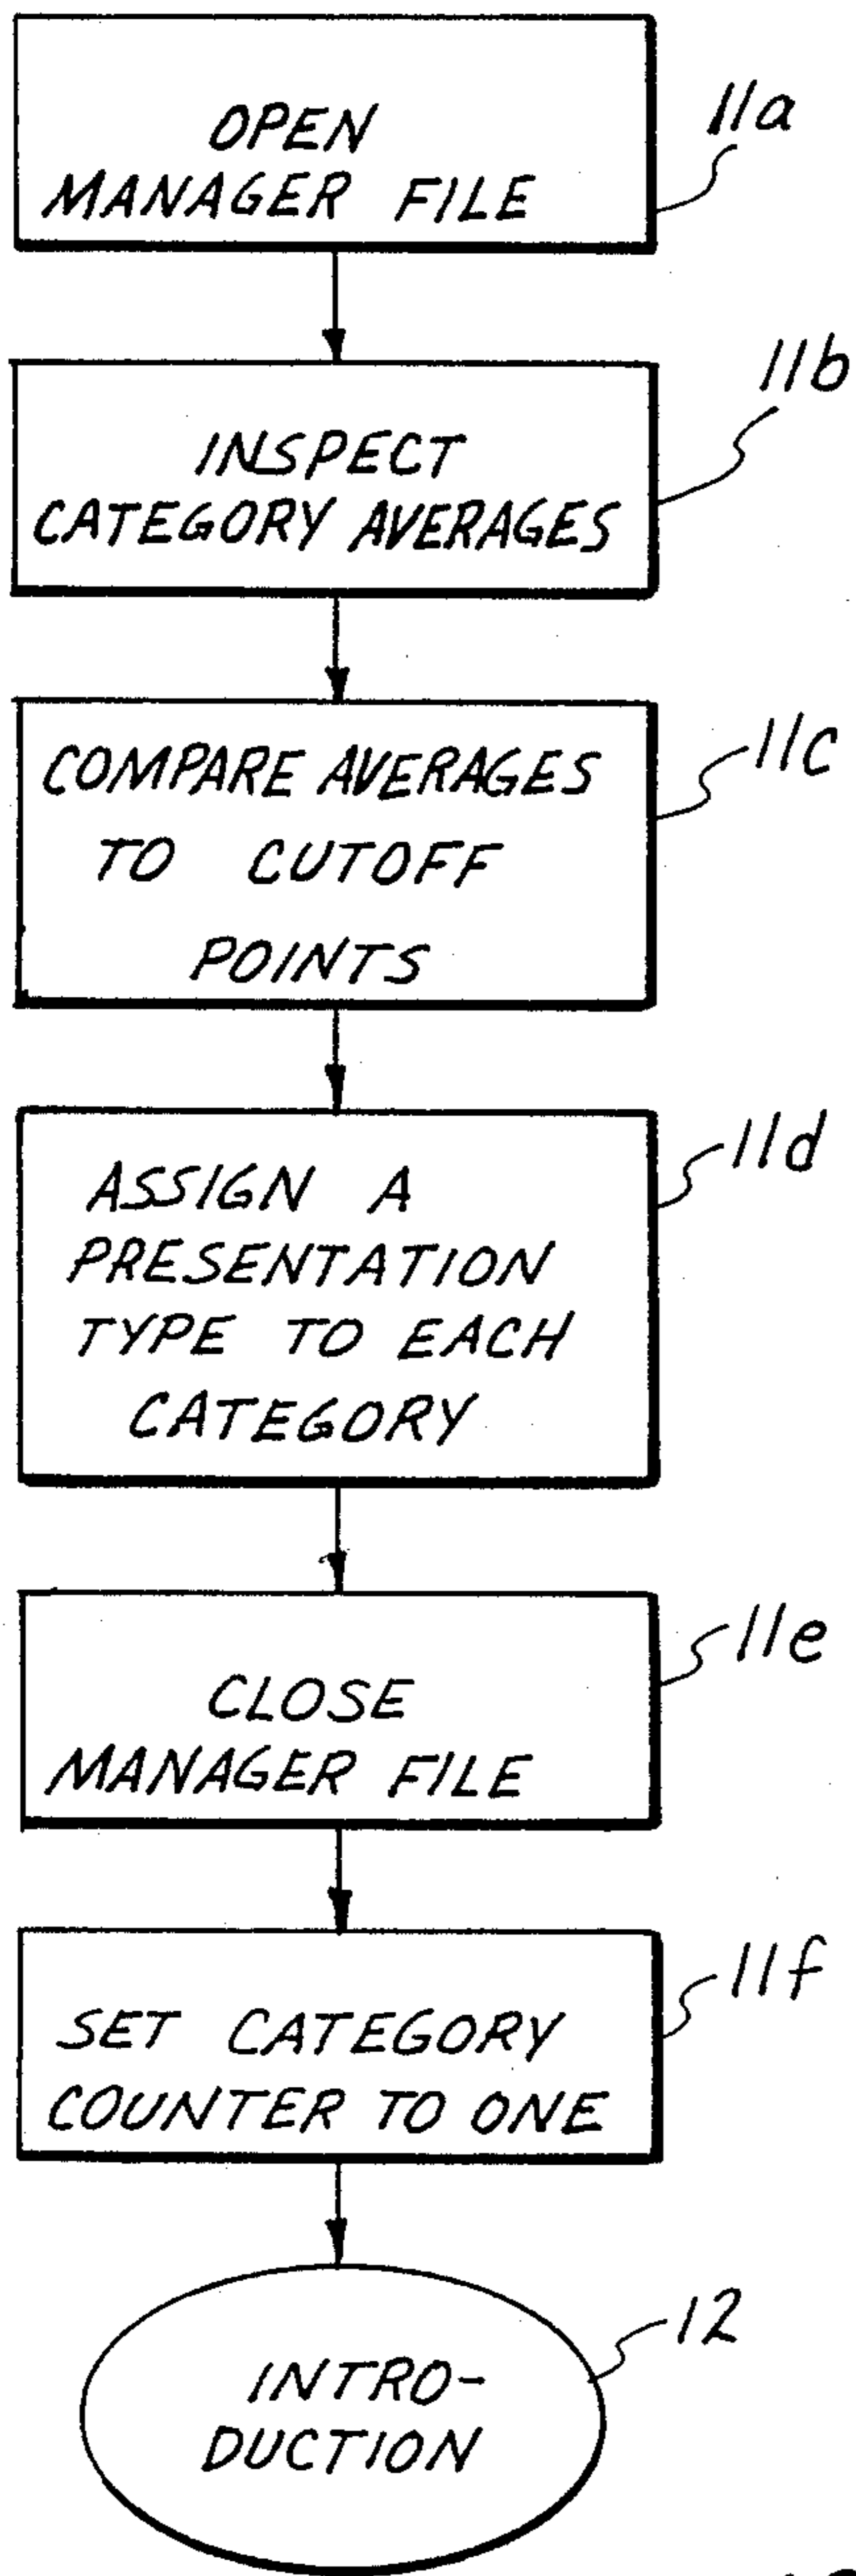 OPEN
MANAGER FILE
11a
INSPECT
CATEGORY AVERAGES
11b
COMPARE AVERAGES
TO CUTOFF
POINTS
11c
ASSIGN A
PRESENTATION
TYPE TO EACH
CATEGORY
11d
CLOSE
MANAGER FILE
11e
SET CATEGORY
COUNTER TO ONE
11f
INTRO-
DUCTION
12